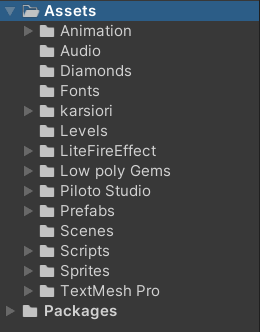 Assets
Animation
Audio
Diamonds
Fonts
karsiori
Levels
LiteFireEffect
Low poly Gems
Piloto Studio
Prefabs
Scenes
Scripts
Sprites
TextMesh Pro
Packages